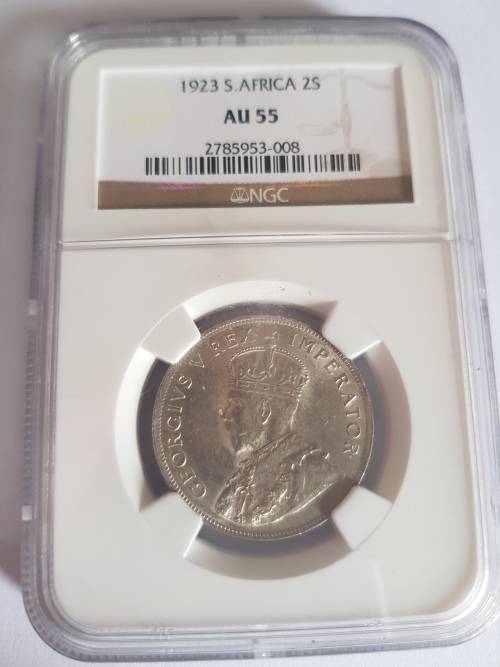 1923 S.AFRICA 2S
AU 55
2785953-008
NGC
GEORGIVS V REX IMPERATOR